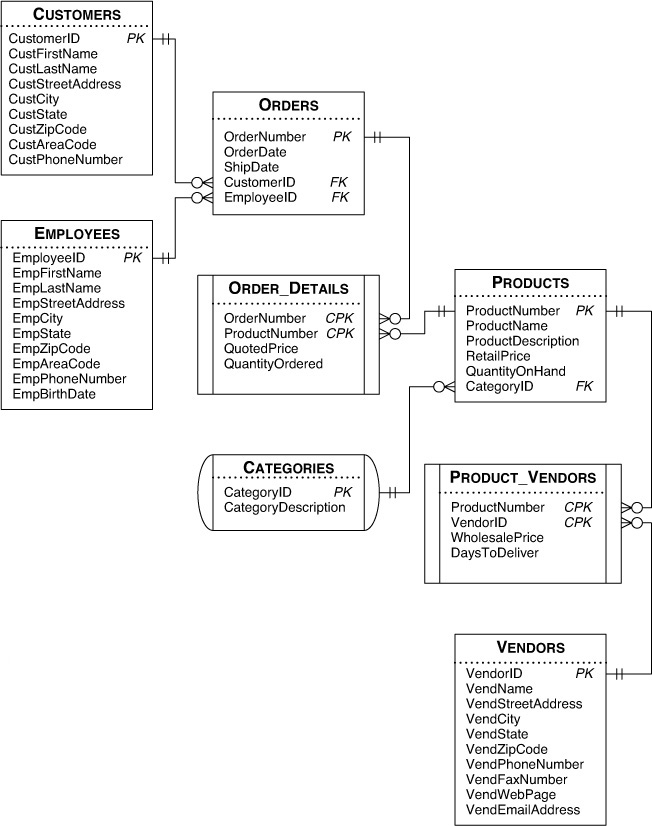 CUSTOMERS
CustomerID PK
CustFirstName
CustLastName
CustStreetAddress
CustCity
CustState
CustZipCode
CustAreaCode
CustPhoneNumber
ORDERS
OrderNumber PK
OrderDate
ShipDate
CustomerID FK
EmployeeID FK
EMPLOYEES
EmployeeID PK
EmpFirstName
EmpLastName
EmpStreetAddress
EmpCity
EmpState
EmpZipCode
EmpAreaCode
EmpPhoneNumber
EmpBirthDate
ORDER_DETAILS
OrderNumber CPK
ProductNumber CPK
QuotedPrice
QuantityOrdered
PRODUCTS
ProductNumber PK
ProductName
ProductDescription
RetailPrice
QuantityOnHand
CategoryID FK
CATEGORIES
CategoryID PK
CategoryDescription
PRODUCT_VENDORS
ProductNumber CPK
VendorID CPK
WholesalePrice
DaysToDeliver
VENDORS
VendorID PK
VendName
VendStreetAddress
VendCity
VendState
VendZipCode
VendPhoneNumber
VendFaxNumber
VendWebPage
VendEmailAddress